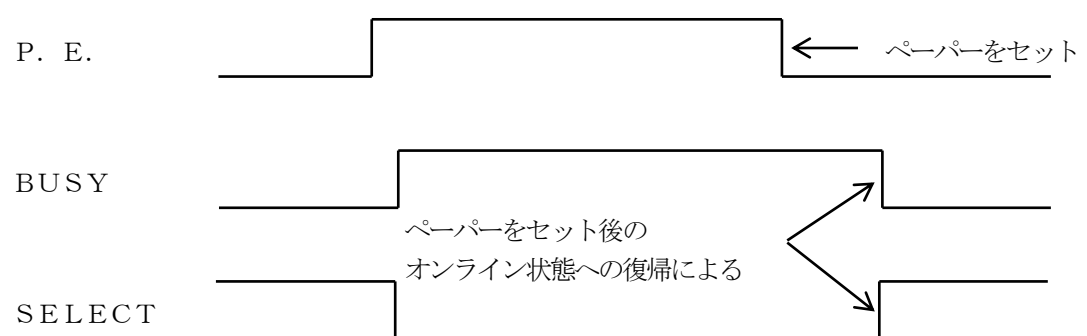 P. E.
ペーパーをセット
BUSY
ペーパーをセット後の
オンライン状態への復帰による
SELECT